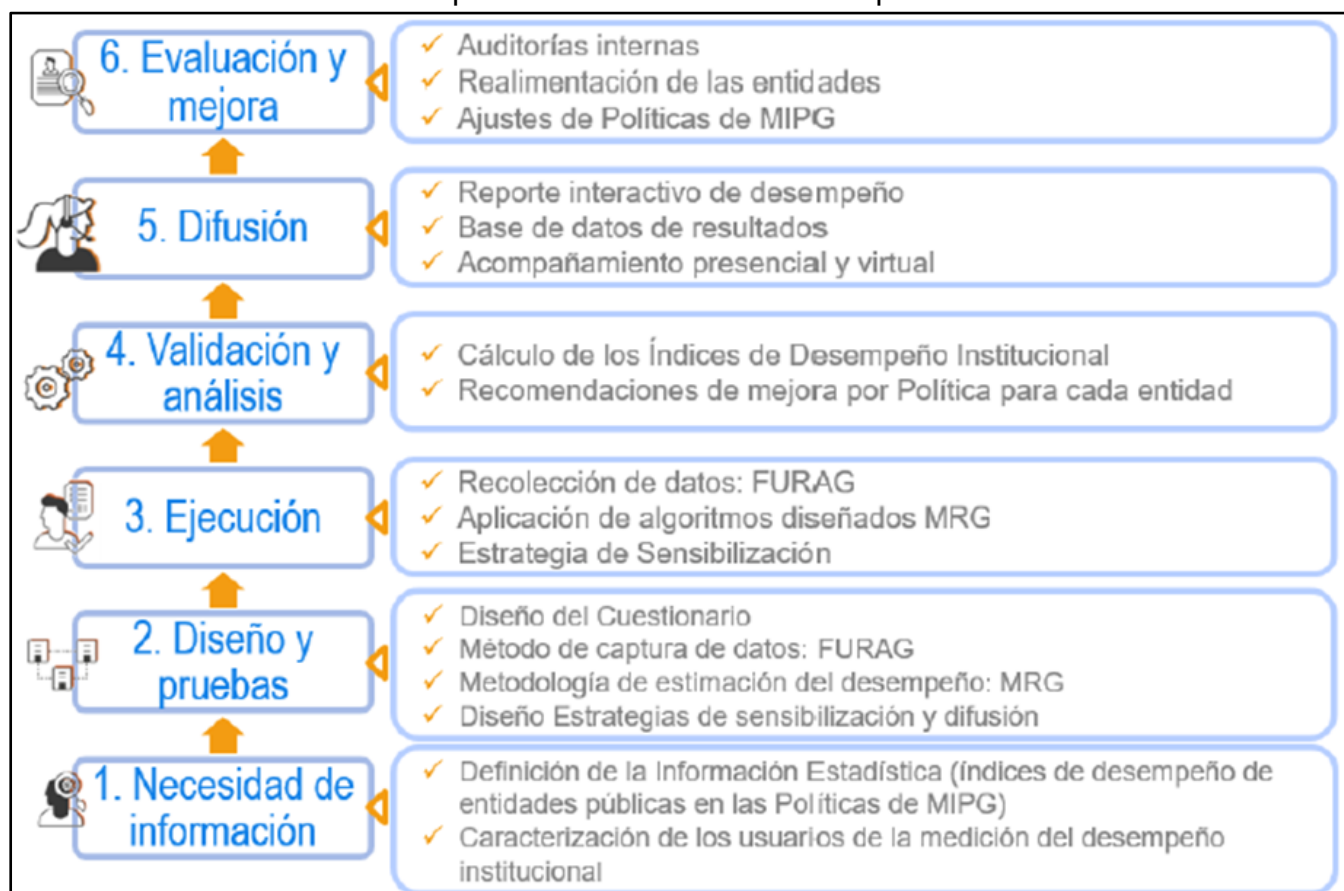 6. Evaluación y
mejora
✓ Auditorías internas
✓ Realimentación de las entidades
✓ Ajustes de Políticas de MIPG
5. Difusión
✓ Reporte interactivo de desempeño
✓ Base de datos de resultados
✓ Acompañamiento presencial y virtual
4. Validación y
análisis
✓ Cálculo de los Índices de Desempeño Institucional
✓ Recomendaciones de mejora por Política para cada entidad
3. Ejecución
✓ Recolección de datos: FURAG
✓ Aplicación de algoritmos diseñados MRG
✓ Estrategia de Sensibilización
2. Diseño y
pruebas
✓ Diseño del Cuestionario
✓ Método de captura de datos: FURAG
✓ Metodología de estimación del desempeño: MRG
✓ Diseño Estrategias de sensibilización y difusión
1. Necesidad de
información
✓ Definición de la Información Estadística (índices de desempeño de
entidades públicas en las Políticas de MIPG)
✓ Caracterización de los usuarios de la medición del desempeño
institucional